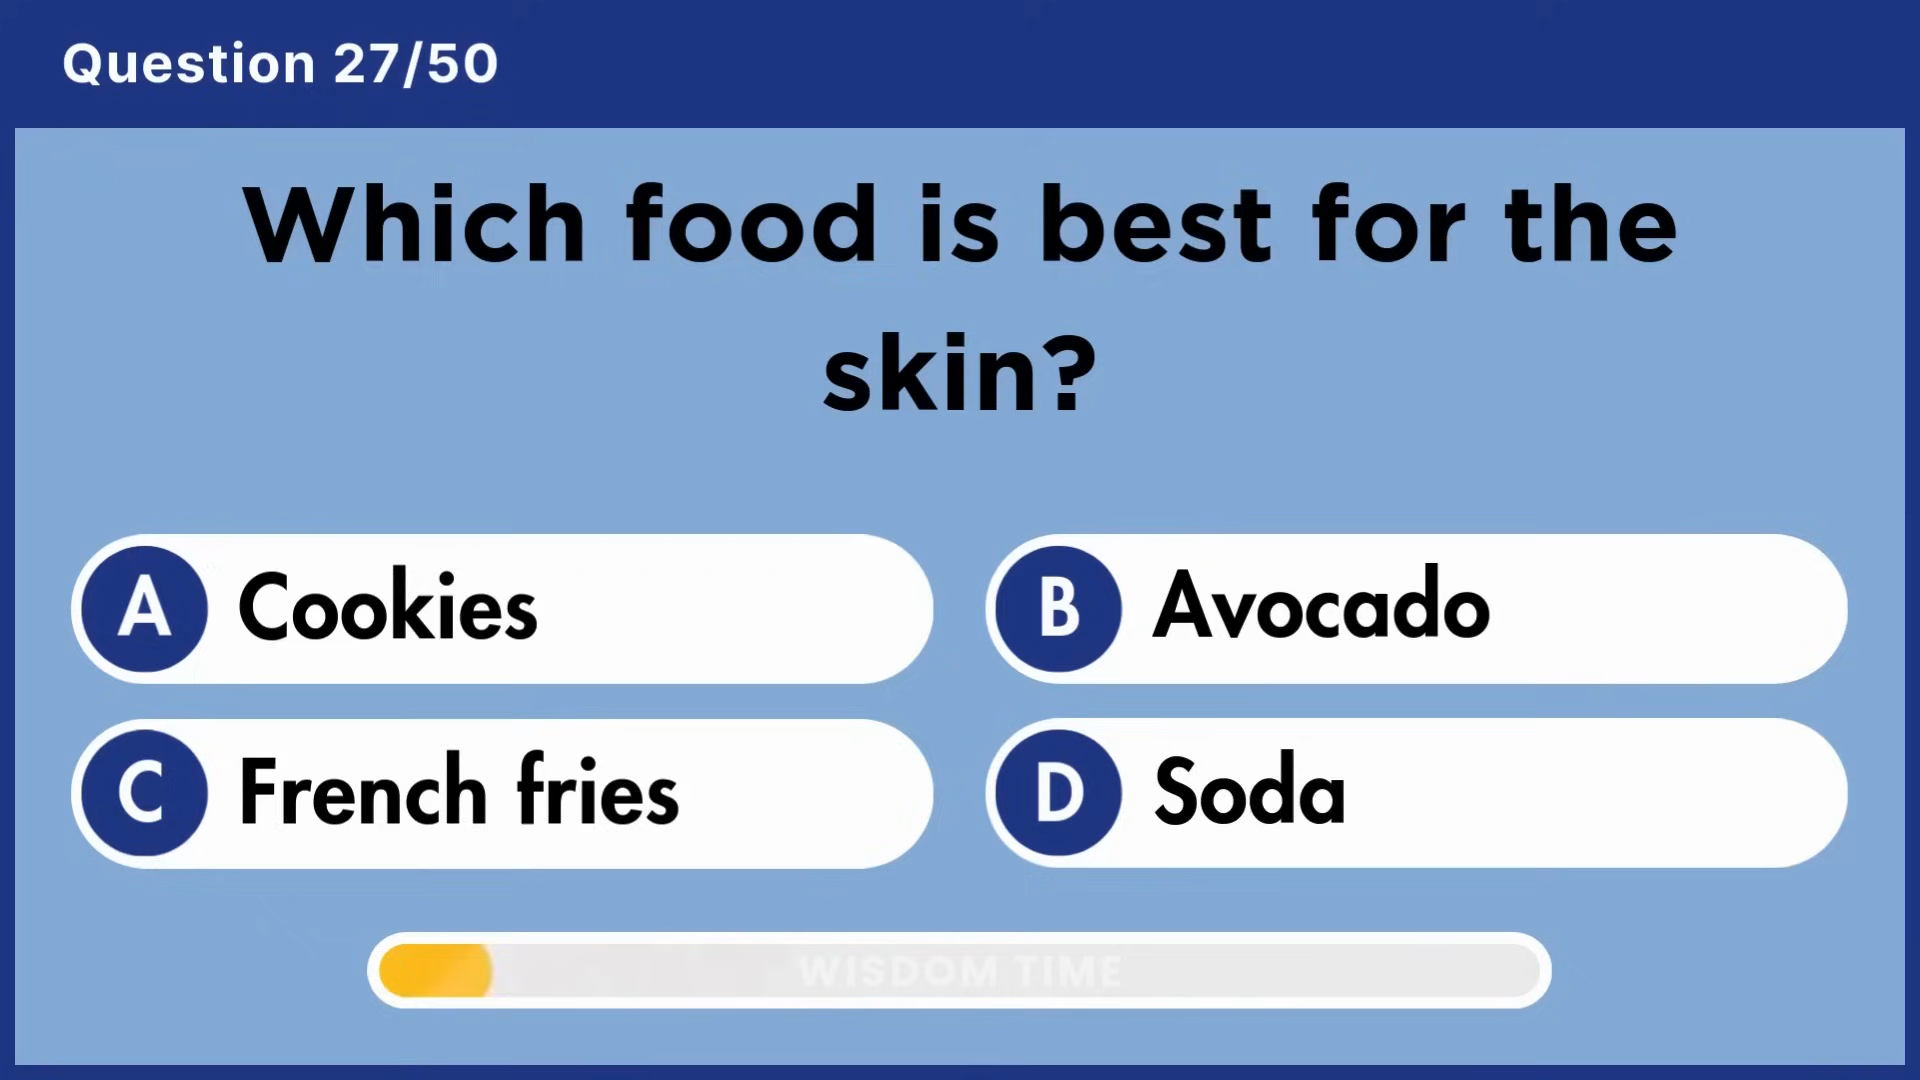 Question 27/50
Which food is best for the
skin?
A Cookies
B Avocado
C French fries
D Soda
WISDOM TIME